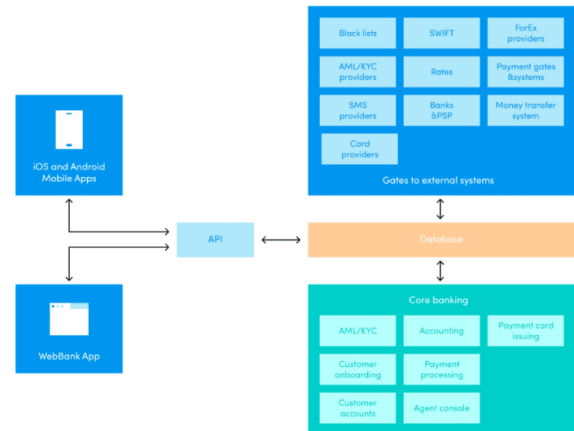 Black lists
SWIFT
ForEx
providers
AML/KYC
providers
Rates
Payment gates
&systems
SMS
providers
Banks
&PSP
Money transfer
system
Card
providers
Gates to external systems
iOS and Android
Mobile Apps
API
Database
WebBank App
Core banking
AML/KYC
Accounting
Payment card
issuing
Customer
onboarding
Payment
processing
Customer
accounts
Agent console